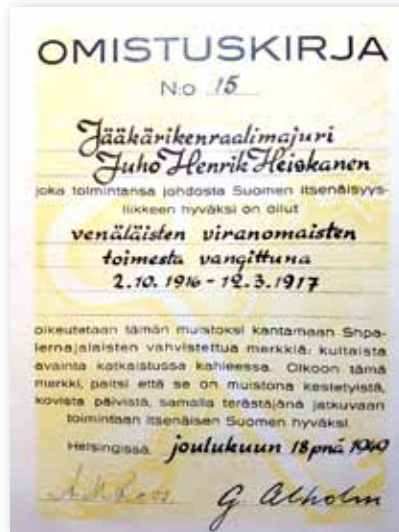 OMISTUSKIRJA
N:o 15
Jääkärikenraalimajuri
Juho Henrik Heiskanen
joka toimintansa johdosta Suomen itsenäisyys-
liikkeen hyväksi on ollut
venäläisten viranomaisten
toimesta vangittuna
2.10.1916 - 12.3.1917
oikeutetaan tämän muistoksi kantamaan Shpa-
lernajalaisten vahvistettua merkkiä: kultaista
avainta katkaistussa kahleessa. Olkoon tämä
merkki, paitsi että se on muistona kestetyistä,
kovista päivistä, samalla terästäjänä jatkuvaan
toimintaan itsenäisen Suomen hyväksi.
Helsingissä, joulukuun 18 pnä 1949
G. Ahlholm